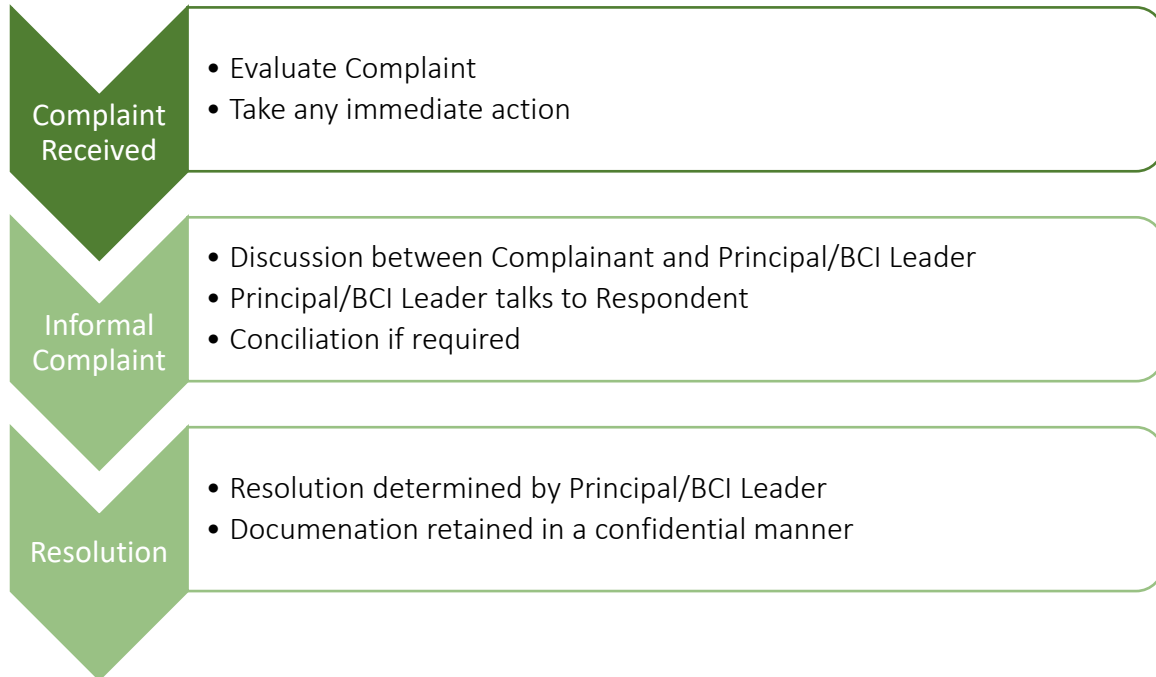 Complaint
Received
• Evaluate Complaint
• Take any immediate action
Informal
Complaint
• Discussion between Complainant and Principal/BCI Leader
• Principal/BCI Leader talks to Respondent
• Conciliation if required
Resolution
• Resolution determined by Principal/BCI Leader
• Documenation retained in a confidential manner